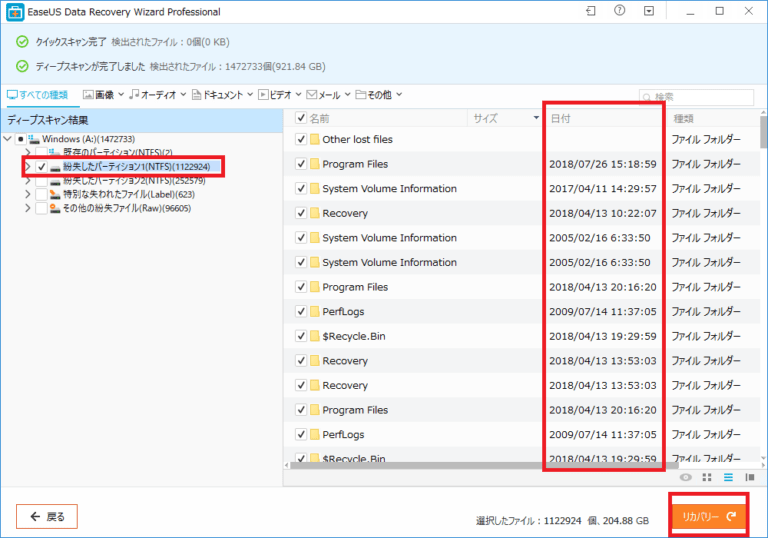 EaseUS Data Recovery Wizard Professional
クイックスキャン完了 検出されたファイル：0個(0 KB)
ディープスキャンが完了しました 検出されたファイル：1472733個(921.84 GB)
すべての種類 画像 オーディオ ドキュメント ビデオ メール その他 検索
ディープスキャン結果
Windows (A:)(1472733)
既存のパーティション(NTFS)(2)
紛失したパーティション1(NTFS)(1122924)
紛失したパーティション2(NTFS)(252579)
特別な失われたファイル(Label)(623)
その他の紛失ファイル(Raw)(96605)
名前 サイズ 日付 種類
Other lost files ファイル フォルダー
Program Files 2018/07/26 15:18:59 ファイル フォルダー
System Volume Information 2017/04/11 14:29:57 ファイル フォルダー
Recovery 2018/04/13 10:22:07 ファイル フォルダー
System Volume Information 2005/02/16 6:33:50 ファイル フォルダー
System Volume Information 2005/02/16 6:33:50 ファイル フォルダー
Program Files 2018/04/13 20:16:20 ファイル フォルダー
PerfLogs 2009/07/14 11:37:05 ファイル フォルダー
$Recycle.Bin 2018/04/13 19:29:59 ファイル フォルダー
Recovery 2018/04/13 13:53:03 ファイル フォルダー
Recovery 2018/04/13 13:53:03 ファイル フォルダー
Program Files 2018/04/13 20:16:20 ファイル フォルダー
PerfLogs 2009/07/14 11:37:05 ファイル フォルダー
$Recycle.Bin 2018/04/13 19:29:59 ファイル フォルダー
戻る
選択したファイル：1122924 個、204.88 GB
リカバリー